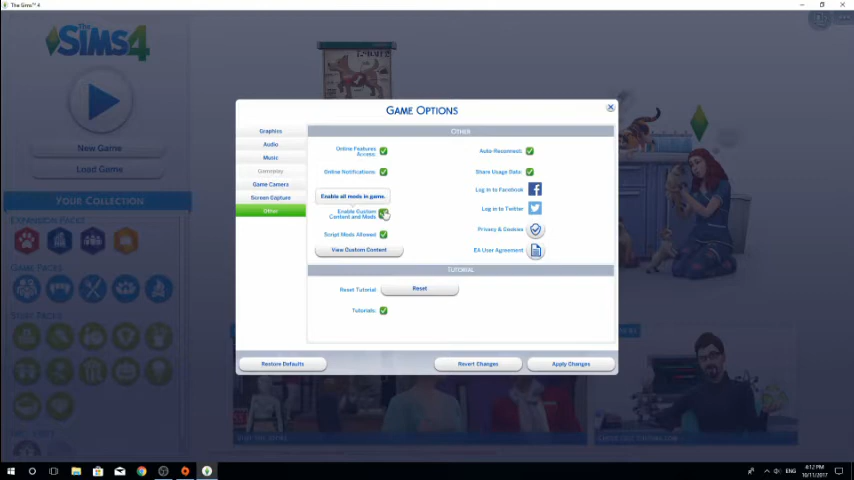 The Sims™ 4
THE
SIMS 4
New Game
Load Game
YOUR COLLECTION
EXPANSION PACKS
GAME PACKS
STUFF PACKS
GAME OPTIONS
Graphics
Audio
Music
Gameplay
Game Camera
Screen Capture
Other
OTHER
Online Features
Access:
Online Notifications:
Enable all mods in game.
Enable Custom
Content and Mods
Script Mods Allowed
View Custom Content
Auto-Reconnect:
Share Usage Data:
Log in to Facebook
Log in to Twitter
Privacy & Cookies
EA User Agreement
TUTORIAL
Reset Tutorial:
Reset
Tutorials:
Restore Defaults
Revert Changes
Apply Changes
ENG
4:12 PM
10/11/2017